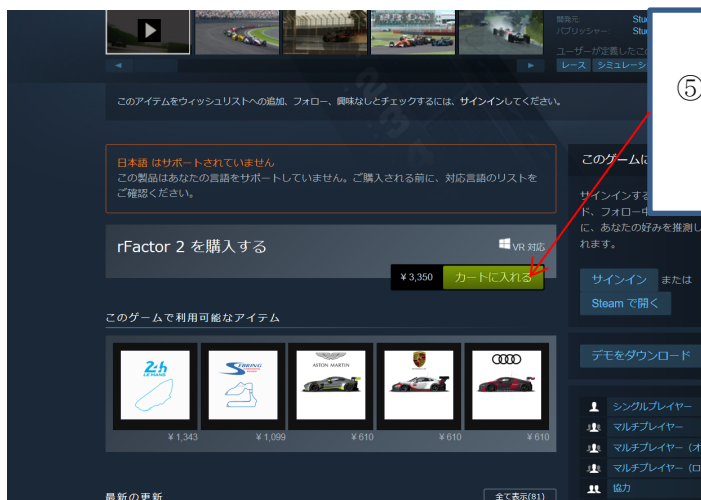 開発元: Stu
パブリッシャー: Stu
ユーザーが定義したこの
レース シミュレーシ
⑤
このアイテムをウィッシュリストへの追加、フォロー、興味なしとチェックするには、サインインしてください。
日本語 はサポートされていません
この製品はあなたの言語をサポートしていません。ご購入される前に、対応言語のリストを
ご確認ください。
rFactor 2 を購入する
VR 対応
¥ 3,350 カートに入れる
このゲームに
サインインする
ド、フォロー中
に、あなたの好みを推測し
れます。
サインイン または
Steam で開く
デモをダウンロード
シングルプレイヤー
マルチプレイヤー
マルチプレイヤー (オ
マルチプレイヤー (ロ
協力
このゲームで利用可能なアイテム
24h
LE MANS
SEBRING
ASTON MARTIN
¥ 1,343 ¥ 1,099 ¥ 610 ¥ 610 ¥ 610
最新の更新 全て表示(81)